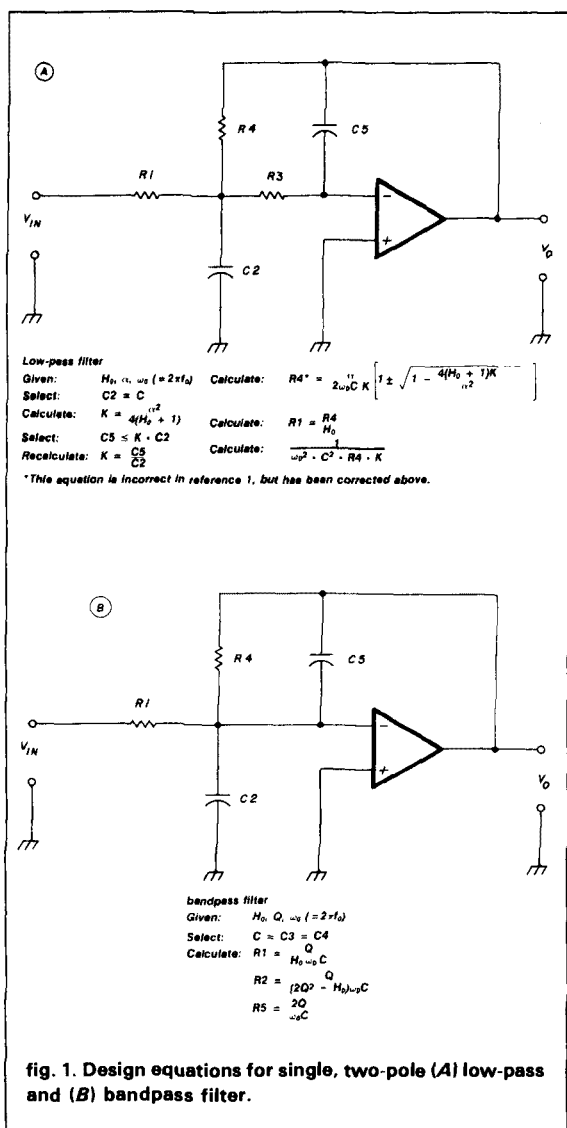 A
R4
C5
R1
R3
V_IN
C2
−
+
V_O
Low-pass filter
Given: H₀, α, ω₀ (= 2πf₀) Calculate: R4* = α / 2ω₀C K [1 ± √(1 − 4(H₀ + 1)K / α²)]
Select: C2 = C
Calculate: K = α² / 4(H₀ + 1) Calculate: R1 = R4 / H₀
Select: C5 ≤ K · C2
Recalculate: K = C5 / C2 Calculate: 1 / ω₀² · C² · R4 · K
*This equation is incorrect in reference 1, but has been corrected above.
B
R4
C5
R1
V_IN
C2
−
+
V_O
bandpass filter
Given: H₀, Q, ω₀ (= 2πf₀)
Select: C = C3 = C4
Calculate: R1 = Q / H₀ ω₀ C
R2 = Q / (2Q² − H₀)ω₀C
R5 = 2Q / ω₀C
fig. 1. Design equations for single, two-pole (A) low-pass
and (B) bandpass filter.